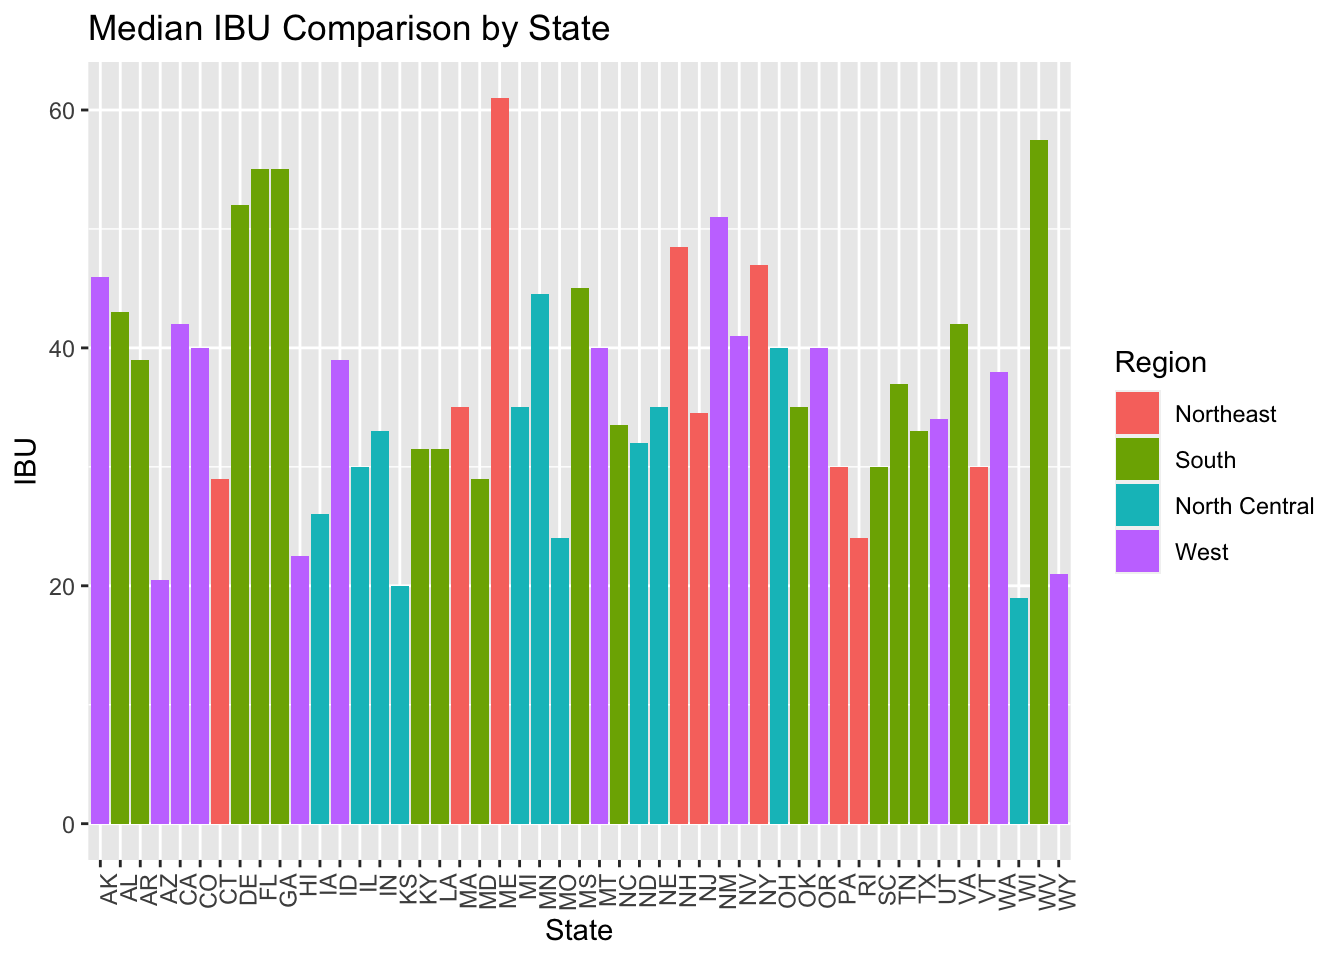 Median IBU Comparison by State
60
40
20
0
IBU
AK AL AR AZ CA CO CT DE FL GA HI IA ID IL IN KS KY LA MA MD ME MI MN MO MS MT NC ND NE NH NJ NM NV NY OH OK OR PA RI SC TN TX UT VA VT WA WI WV WY
State
Region
Northeast
South
North Central
West